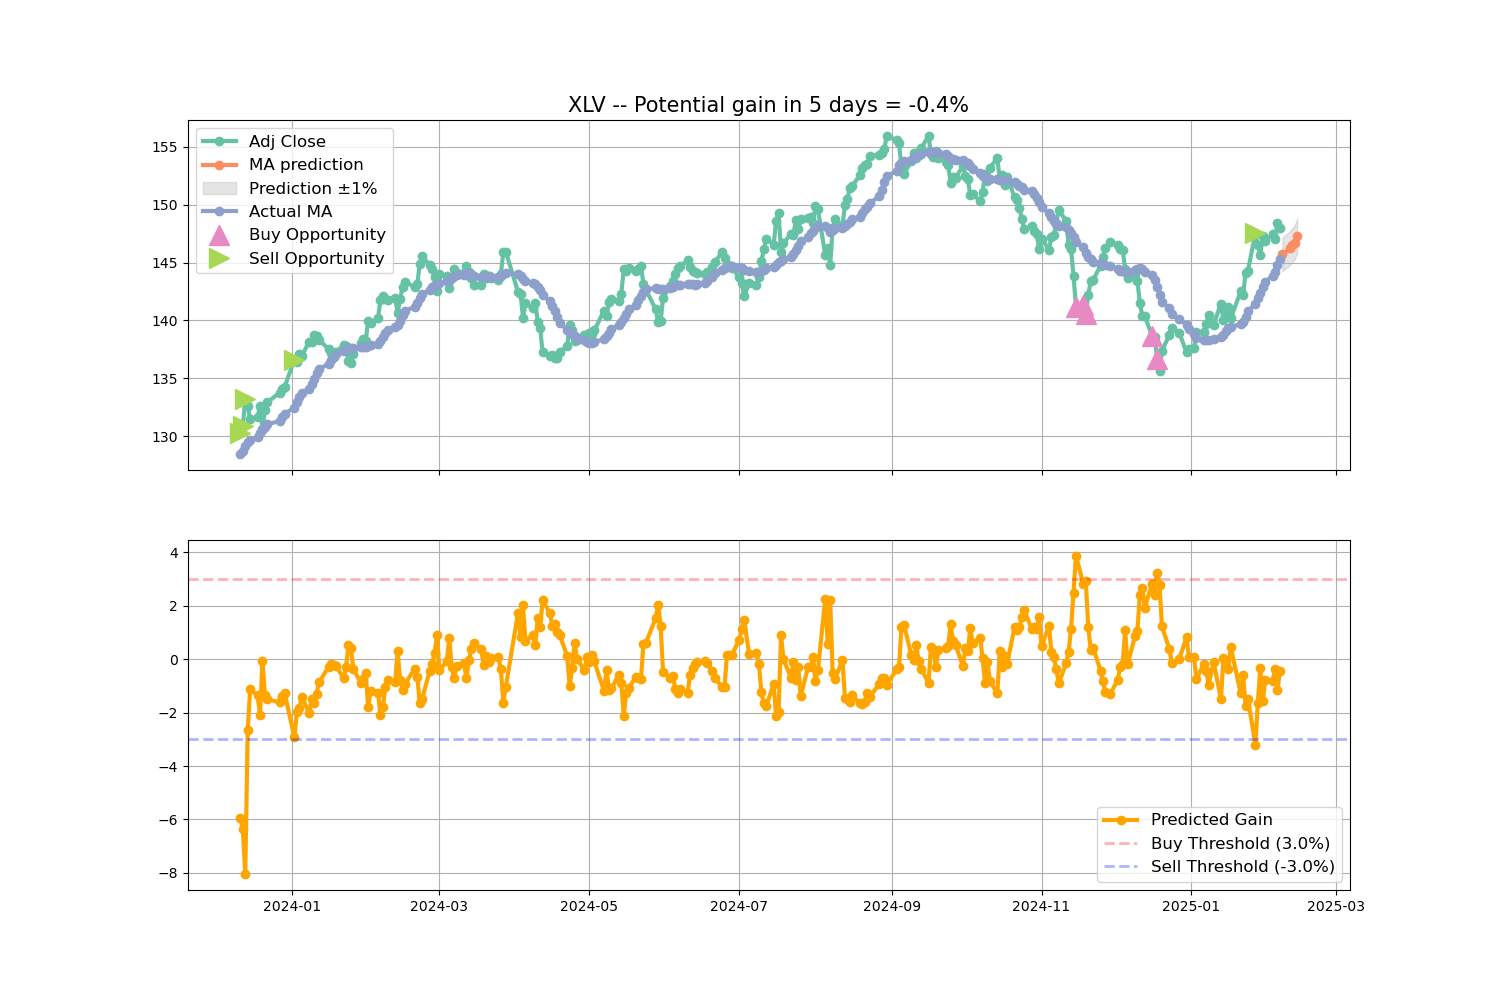 XLV -- Potential gain in 5 days = -0.4%
155
150
145
140
135
130
Adj Close
MA prediction
Prediction ±1%
Actual MA
Buy Opportunity
Sell Opportunity
4
2
0
−2
−4
−6
−8
Predicted Gain
Buy Threshold (3.0%)
Sell Threshold (-3.0%)
2024-01
2024-03
2024-05
2024-07
2024-09
2024-11
2025-01
2025-03